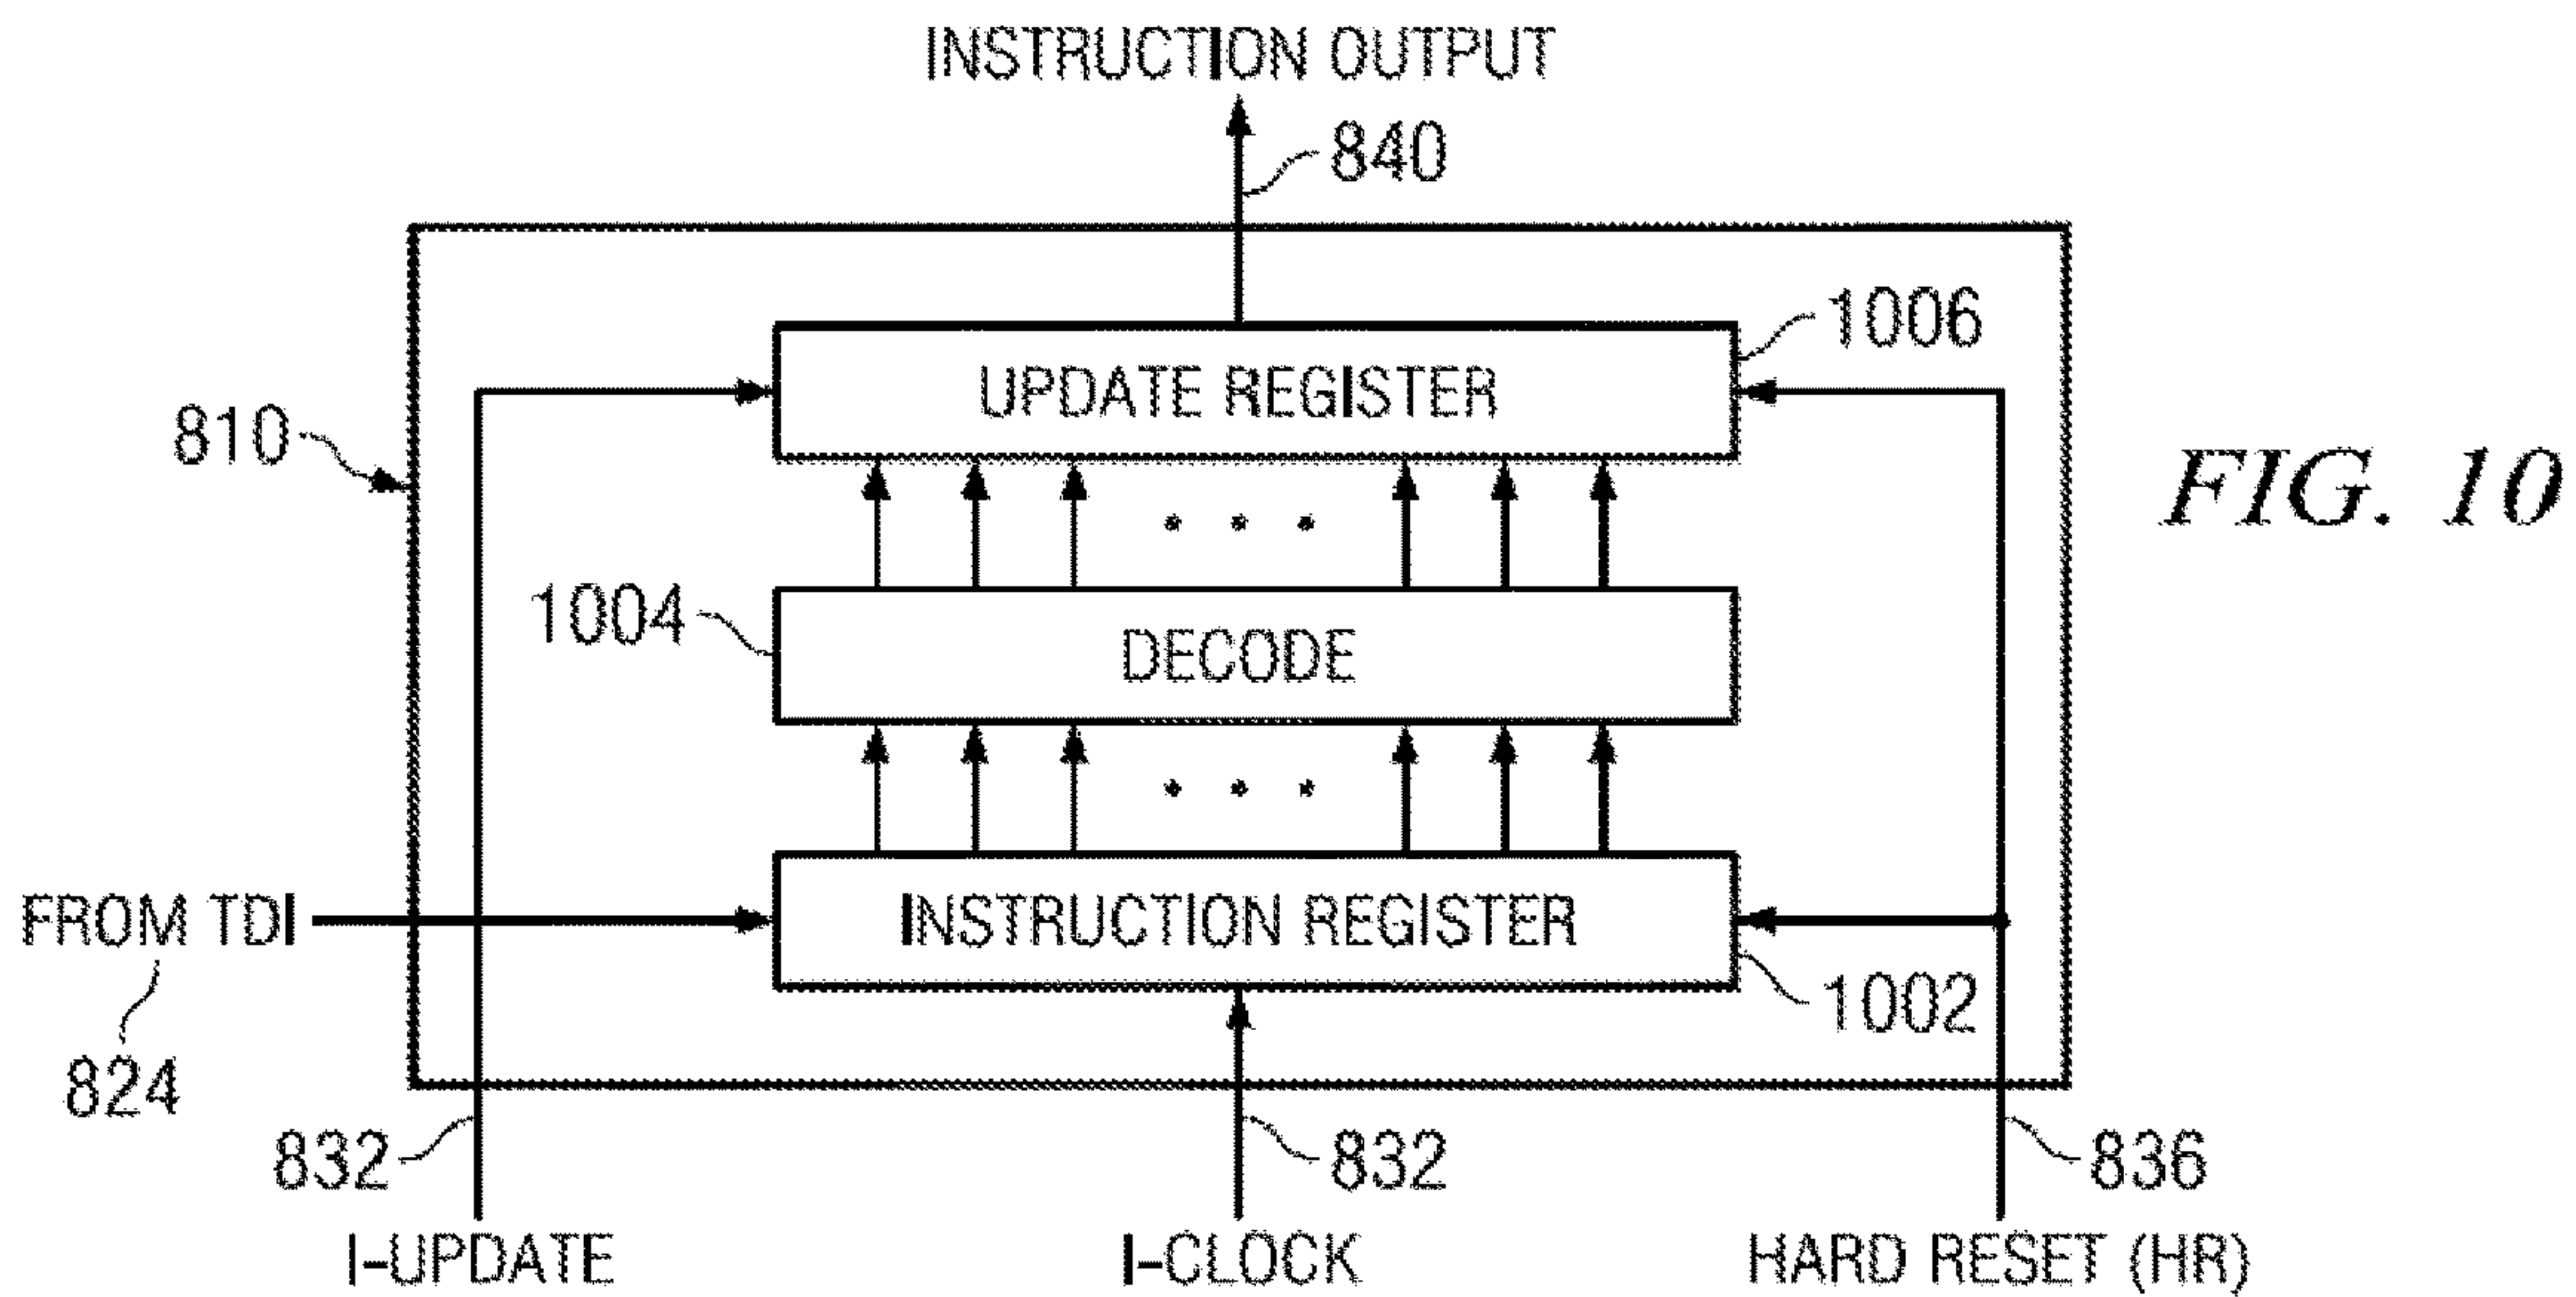 INSTRUCTION OUTPUT
840
1006
UPDATE REGISTER
810
FIG. 10
1004
DECODE
FROM TDI
INSTRUCTION REGISTER
1002
824
832
832
836
I-UPDATE
I-CLOCK
HARD RESET (HR)